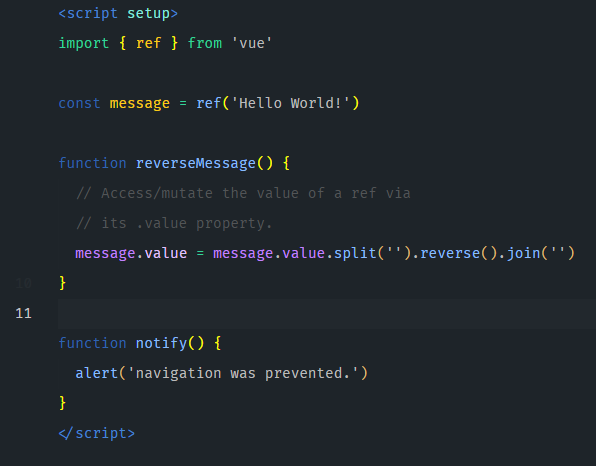 <script setup>
import { ref } from 'vue'
const message = ref('Hello World!')
function reverseMessage() {
// Access/mutate the value of a ref via
// its .value property.
message.value = message.value.split('').reverse().join('')
10 }
11
function notify() {
alert('navigation was prevented.')
}
</script>